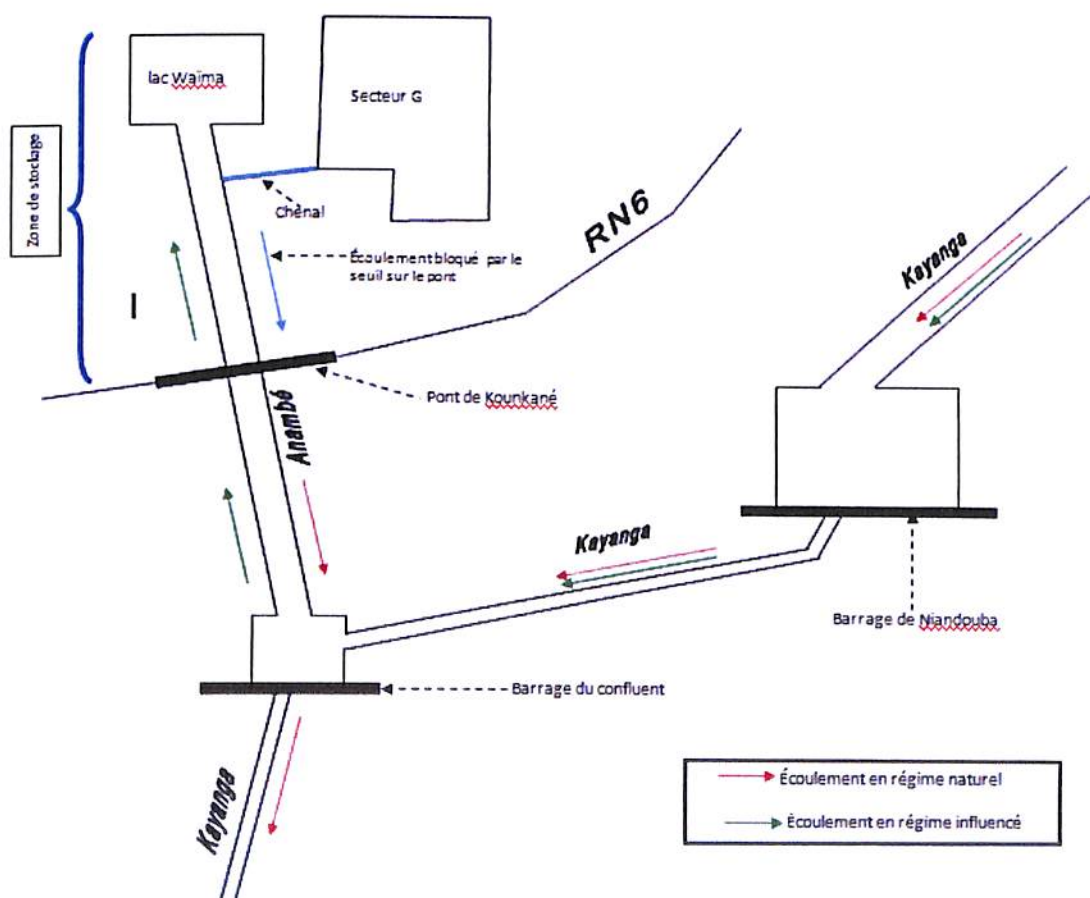 lac Waïma
Secteur G
Zone de stockage
Chenal
Écoulement bloqué par le
seuil sur le pont
RN6
Kayanga
Pont de Kounkané
Anambé
Kayanga
Barrage de Niandouba
Barrage du confluent
Kayanga
Écoulement en régime naturel
Écoulement en régime influencé